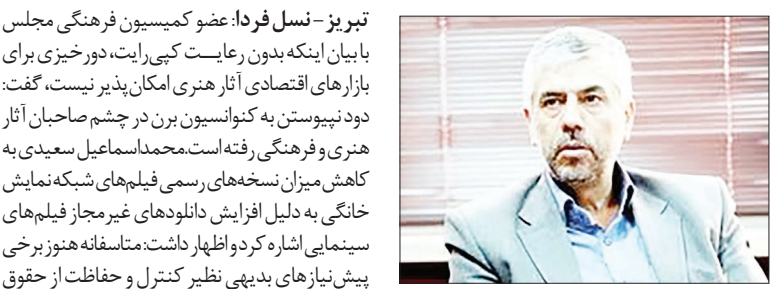 تبریز - نسل فردا: عضو کمیسیون فرهنگی مجلس
با بیان اینکه بدون رعایــت کپی‌رایت، دورخیزی برای
بازارهای اقتصادی آثار هنری امکان‌پذیر نیست، گفت:
دود نپیوستن به کنوانسیون برن در چشم صاحبان آثار
هنری و فرهنگی رفته است.محمداسماعیل سعیدی به
کاهش میزان نسخه‌های رسمی فیلم‌های شبکه نمایش
خانگی به دلیل افزایش دانلودهای غیرمجاز فیلم‌های
سینمایی اشاره کرد و اظهار داشت: متاسفانه هنوز برخی
پیش‌نیازهای بدیهی نظیر کنترل و حفاظت از حقوق